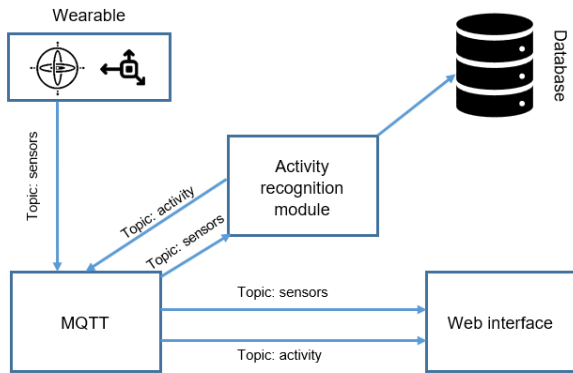 Wearable
Database
Topic: sensors
Activity
recognition
module
Topic: activity
Topic: sensors
MQTT
Topic: sensors
Web interface
Topic: activity